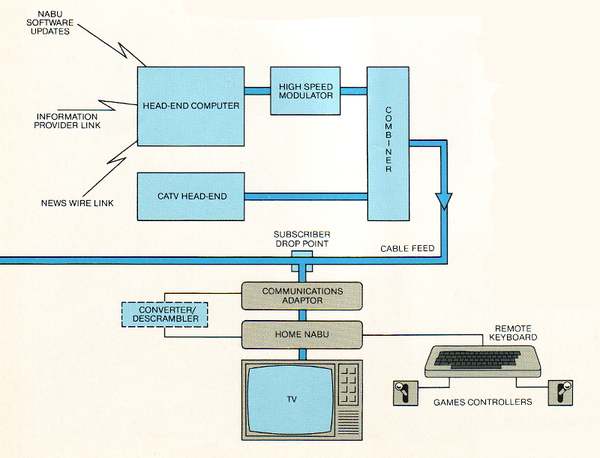 NABU
SOFTWARE
UPDATES
HEAD-END COMPUTER
HIGH SPEED
MODULATOR
COMBINER
INFORMATION
PROVIDER LINK
NEWS WIRE LINK
CATV HEAD-END
SUBSCRIBER
DROP POINT
CABLE FEED
COMMUNICATIONS
ADAPTOR
CONVERTER/
DESCRAMBLER
HOME NABU
REMOTE
KEYBOARD
TV
GAMES CONTROLLERS